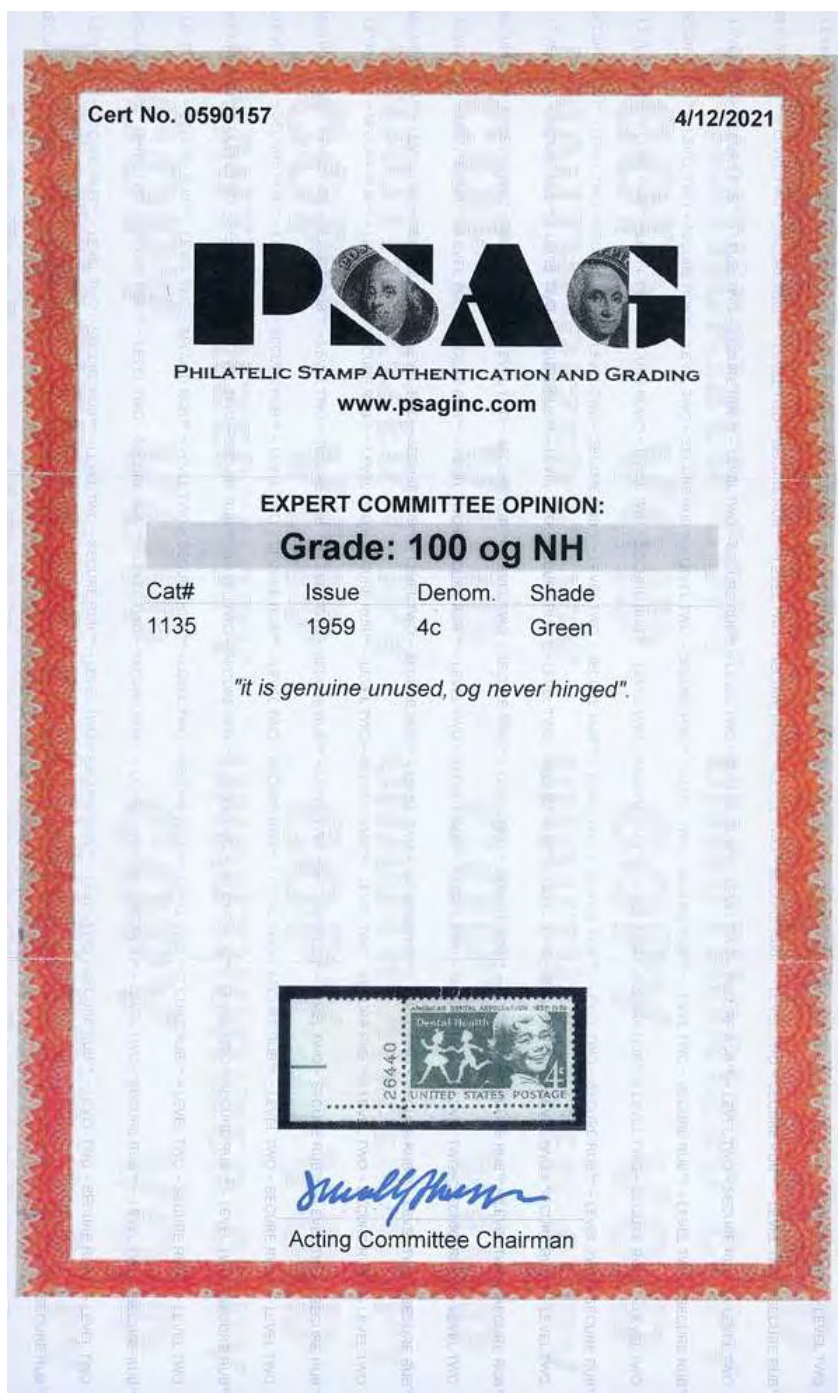 Cert No. 0590157 4/12/2021
PSAG
PHILATELIC STAMP AUTHENTICATION AND GRADING
www.psaginc.com
EXPERT COMMITTEE OPINION:
Grade: 100 og NH
Cat# Issue Denom. Shade
1135 1959 4c Green
"it is genuine unused, og never hinged".
AMERICAN DENTAL ASSOCIATION 1859-1959
Dental Health
26440
4¢
UNITED STATES POSTAGE
Acting Committee Chairman